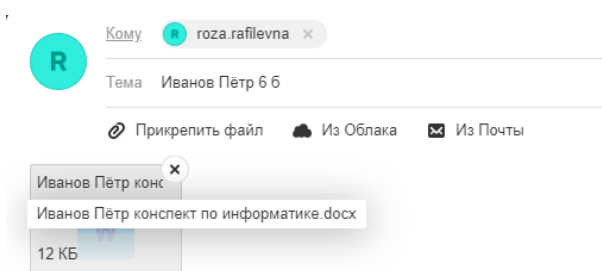 Кому R roza.rafilevna ×
R
Тема Иванов Пётр 6 б
Прикрепить файл Из Облака Из Почты
Иванов Пётр конс
Иванов Пётр конспект по информатике.docx
W
12 КБ